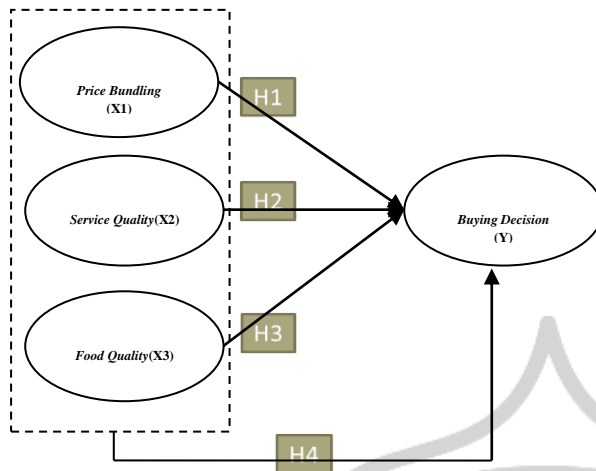 Price Bundling
(X1)
H1
Service Quality(X2)
H2
Buying Decision
(Y)
Food Quality(X3)
H3
H4